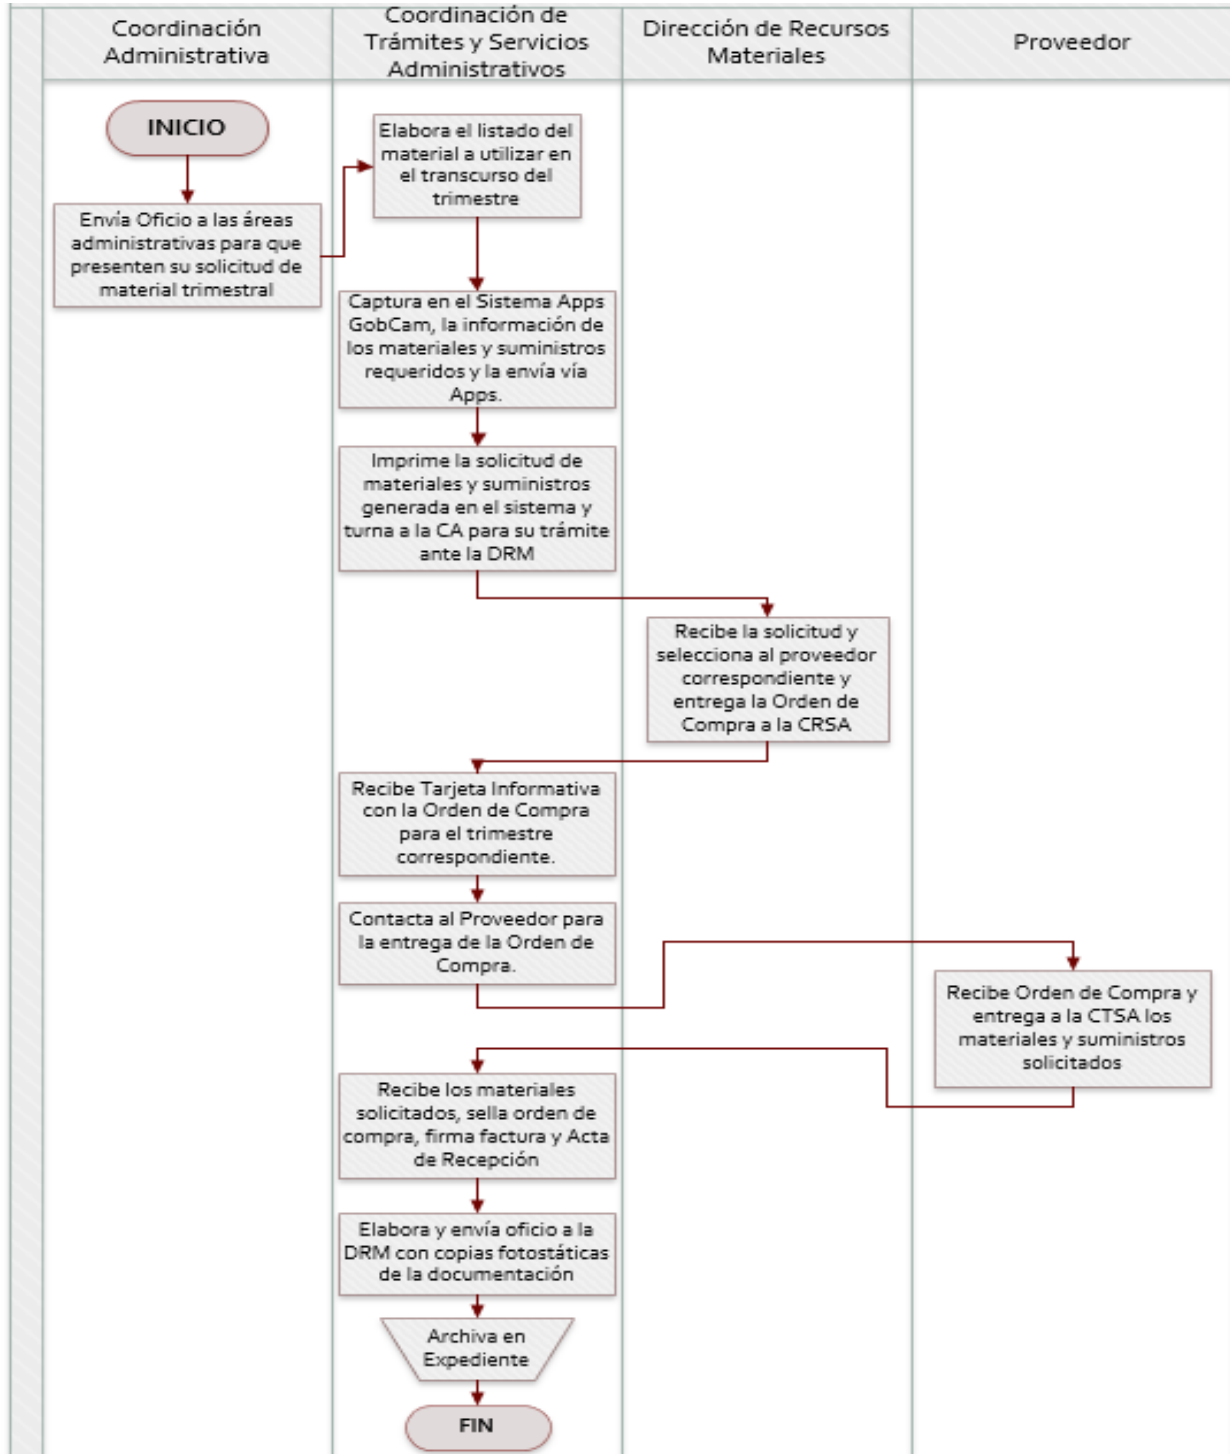 Coordinación
Administrativa
Coordinación de
Trámites y Servicios
Administrativos
Dirección de Recursos
Materiales
Proveedor
INICIO
Envía Oficio a las áreas
administrativas para que
presenten su solicitud de
material trimestral
Elabora el listado del
material a utilizar en
el transcurso del
trimestre
Captura en el Sistema Apps
GobCam, la información de
los materiales y suministros
requeridos y la envía vía
Apps.
Imprime la solicitud de
materiales y suministros
generada en el sistema y
turna a la CA para su trámite
ante la DRM
Recibe la solicitud y
selecciona al proveedor
correspondiente y
entrega la Orden de
Compra a la CRSA
Recibe Tarjeta Informativa
con la Orden de Compra
para el trimestre
correspondiente.
Contacta al Proveedor para
la entrega de la Orden de
Compra.
Recibe Orden de Compra y
entrega a la CTSA los
materiales y suministros
solicitados
Recibe los materiales
solicitados, sella orden de
compra, firma factura y Acta
de Recepción
Elabora y envía oficio a la
DRM con copias fotostáticas
de la documentación
Archiva en
Expediente
FIN